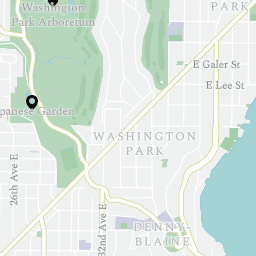 Washington
Park Arboretum
PARK
E Galer St
E Lee St
panese Garden
WASHINGTON
PARK
26th Ave E
32nd Ave E
DENNY-
BLAINE